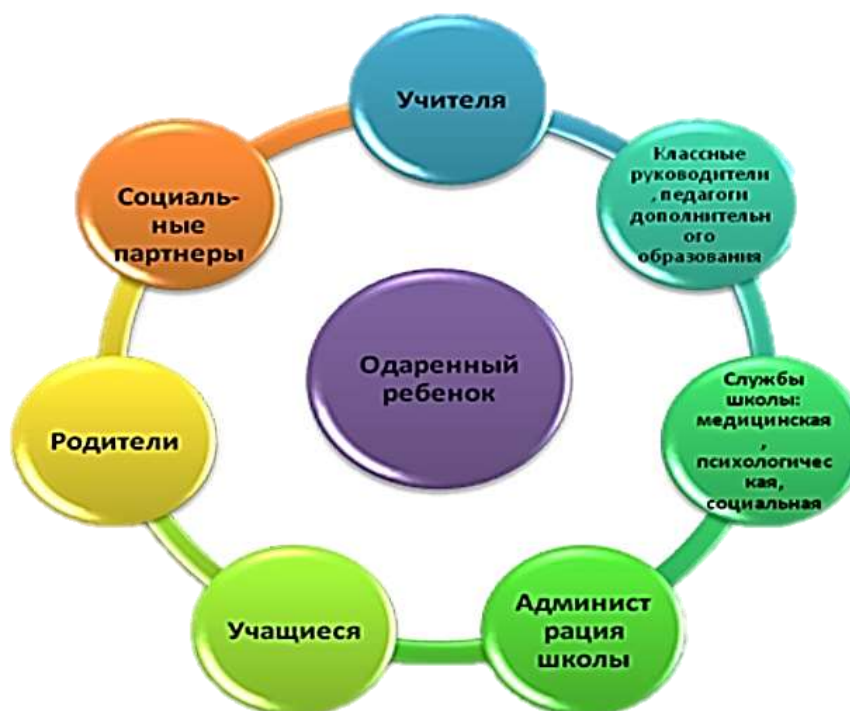 Учителя
Классные
руководители
, педагоги
дополнительн
ого
образования
Службы
школы:
медицинская
,
психологичес
кая,
социальная
Админист
рация
школы
Учащиеся
Родители
Социаль-
ные
партнеры
Одаренный
ребенок